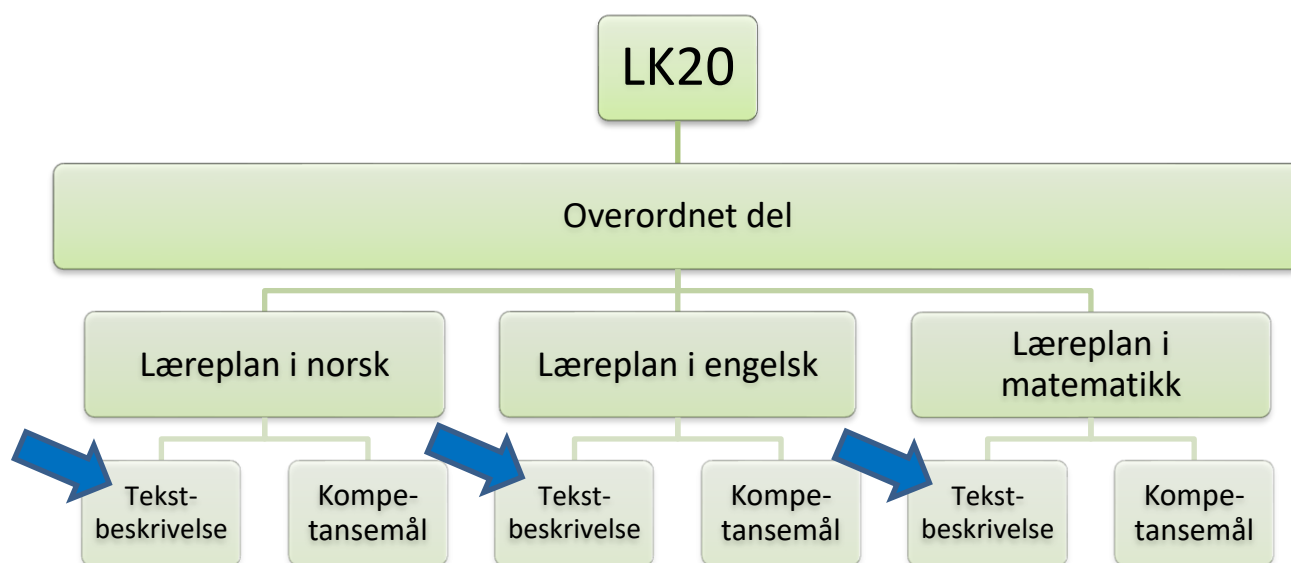 LK20
Overordnet del
Læreplan i norsk
Læreplan i engelsk
Læreplan i
matematikk
Tekst-
beskrivelse
Kompe-
tansemål
Tekst-
beskrivelse
Kompe-
tansemål
Tekst-
beskrivelse
Kompe-
tansemål